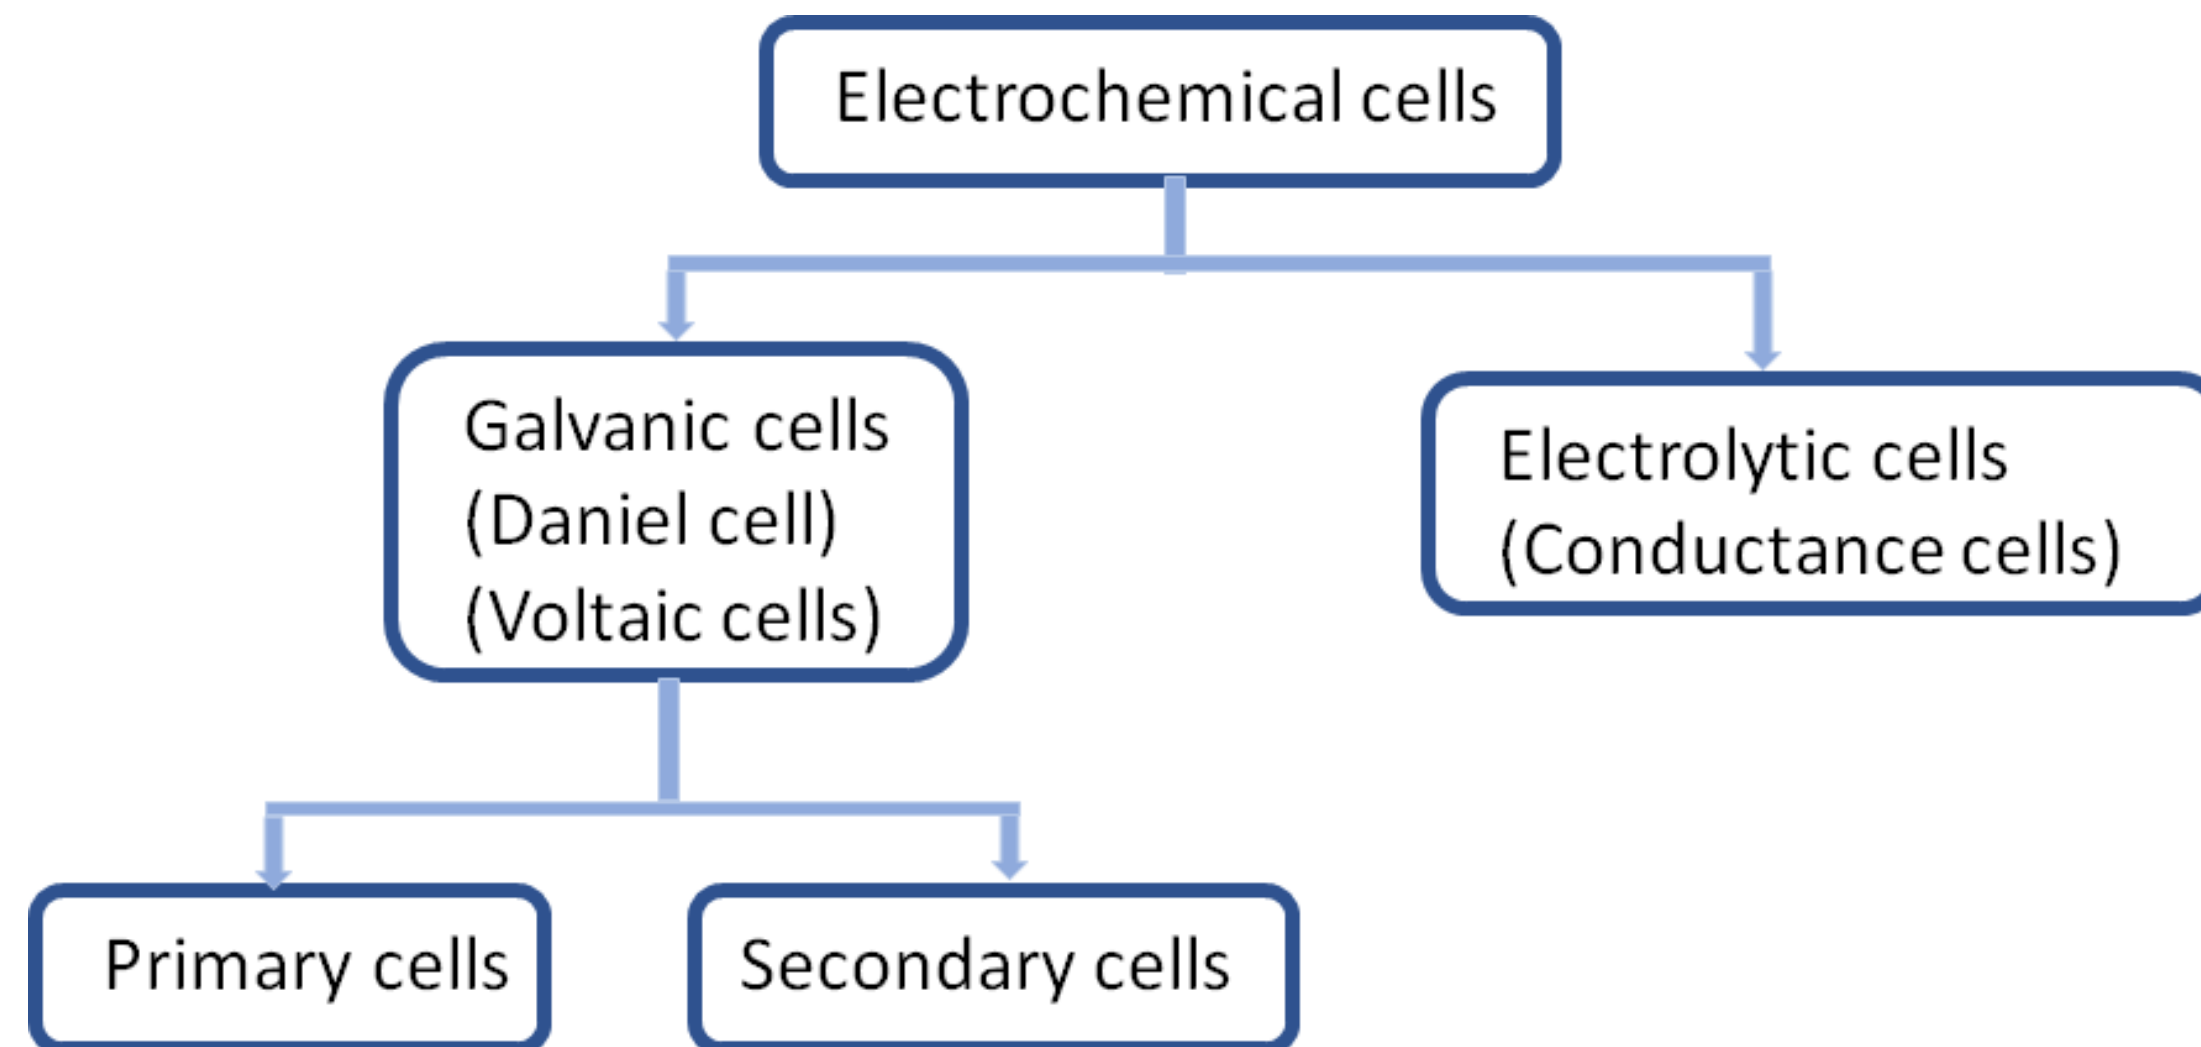 Electrochemical cells
Galvanic cells
(Daniel cell)
(Voltaic cells)
Electrolytic cells
(Conductance cells)
Primary cells
Secondary cells